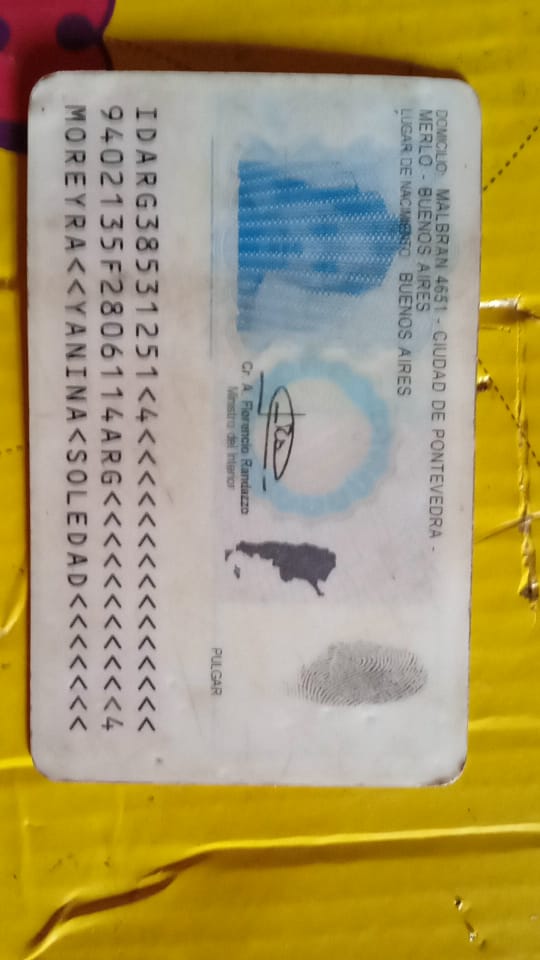 DOMICILIO: MALBRAN 4651 - CIUDAD DE PONTEVEDRA -
MERLO - BUENOS AIRES
LUGAR DE NACIMIENTO: BUENOS AIRES
Cr. A. Florencio Randazzo
Ministro del Interior
PULGAR
IDARG38531251<4<<<<<<<<<<<<<<<
9402135F2806114ARG<<<<<<<<<<<4
MOREYRA<<YANINA<SOLEDAD<<<<<<<